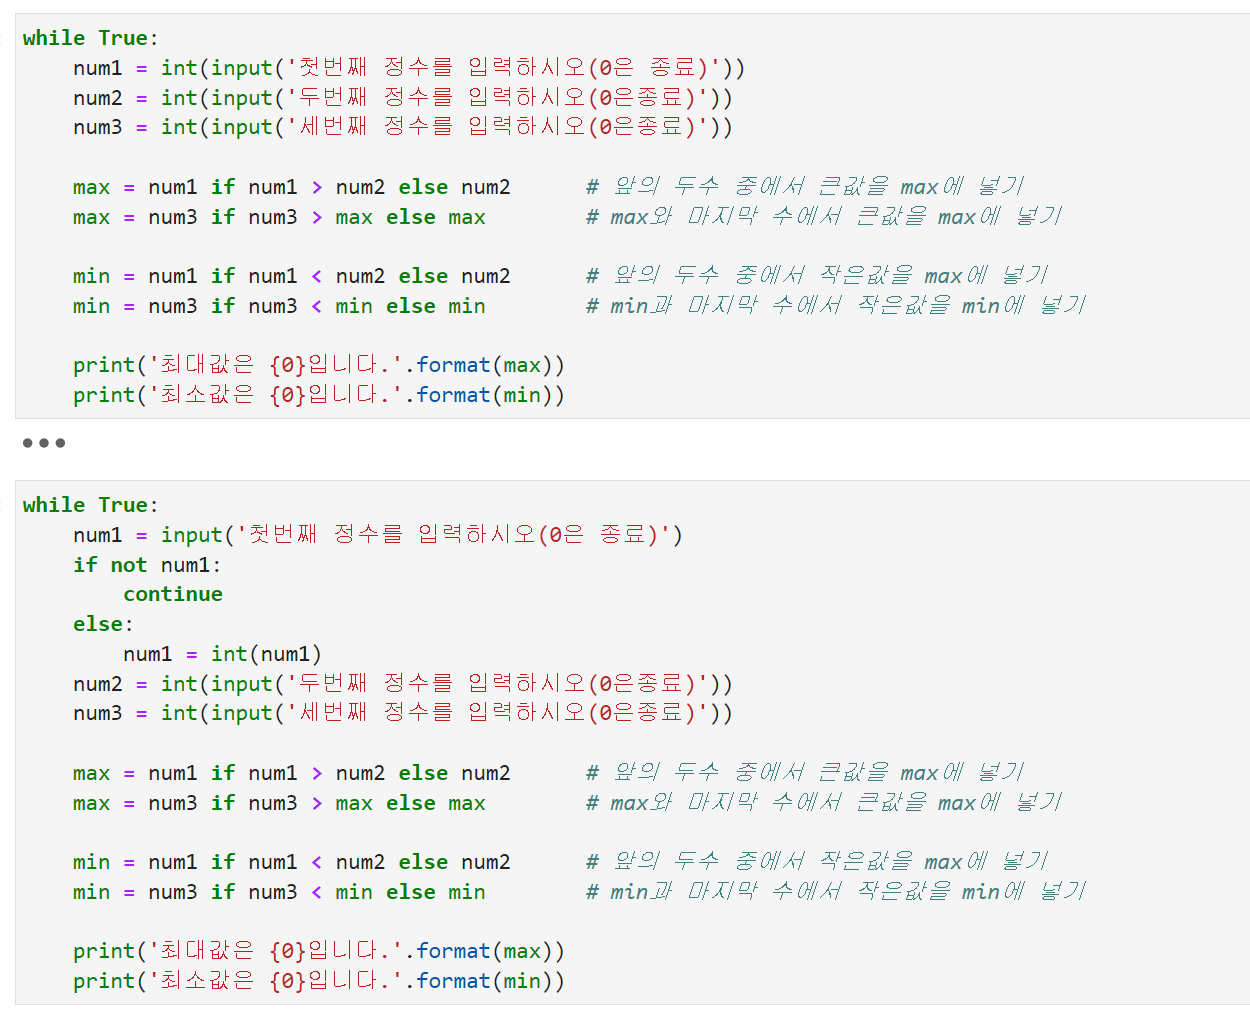 while True:
    num1 = int(input('첫번째 정수를 입력하시오(0은 종료)'))
    num2 = int(input('두번째 정수를 입력하시오(0은종료)'))
    num3 = int(input('세번째 정수를 입력하시오(0은종료)'))
    max = num1 if num1 > num2 else num2      # 앞의 두수 중에서 큰값을 max에 넣기
    max = num3 if num3 > max else max        # max와 마지막 수에서 큰값을 max에 넣기
    min = num1 if num1 < num2 else num2      # 앞의 두수 중에서 작은값을 max에 넣기
    min = num3 if num3 < min else min        # min과 마지막 수에서 작은값을 min에 넣기
    print('최대값은 {0}입니다.'.format(max))
    print('최소값은 {0}입니다.'.format(min))
•••
while True:
    num1 = input('첫번째 정수를 입력하시오(0은 종료)')
    if not num1:
        continue
    else:
        num1 = int(num1)
    num2 = int(input('두번째 정수를 입력하시오(0은종료)'))
    num3 = int(input('세번째 정수를 입력하시오(0은종료)'))
    max = num1 if num1 > num2 else num2      # 앞의 두수 중에서 큰값을 max에 넣기
    max = num3 if num3 > max else max        # max와 마지막 수에서 큰값을 max에 넣기
    min = num1 if num1 < num2 else num2      # 앞의 두수 중에서 작은값을 max에 넣기
    min = num3 if num3 < min else min        # min과 마지막 수에서 작은값을 min에 넣기
    print('최대값은 {0}입니다.'.format(max))
    print('최소값은 {0}입니다.'.format(min))